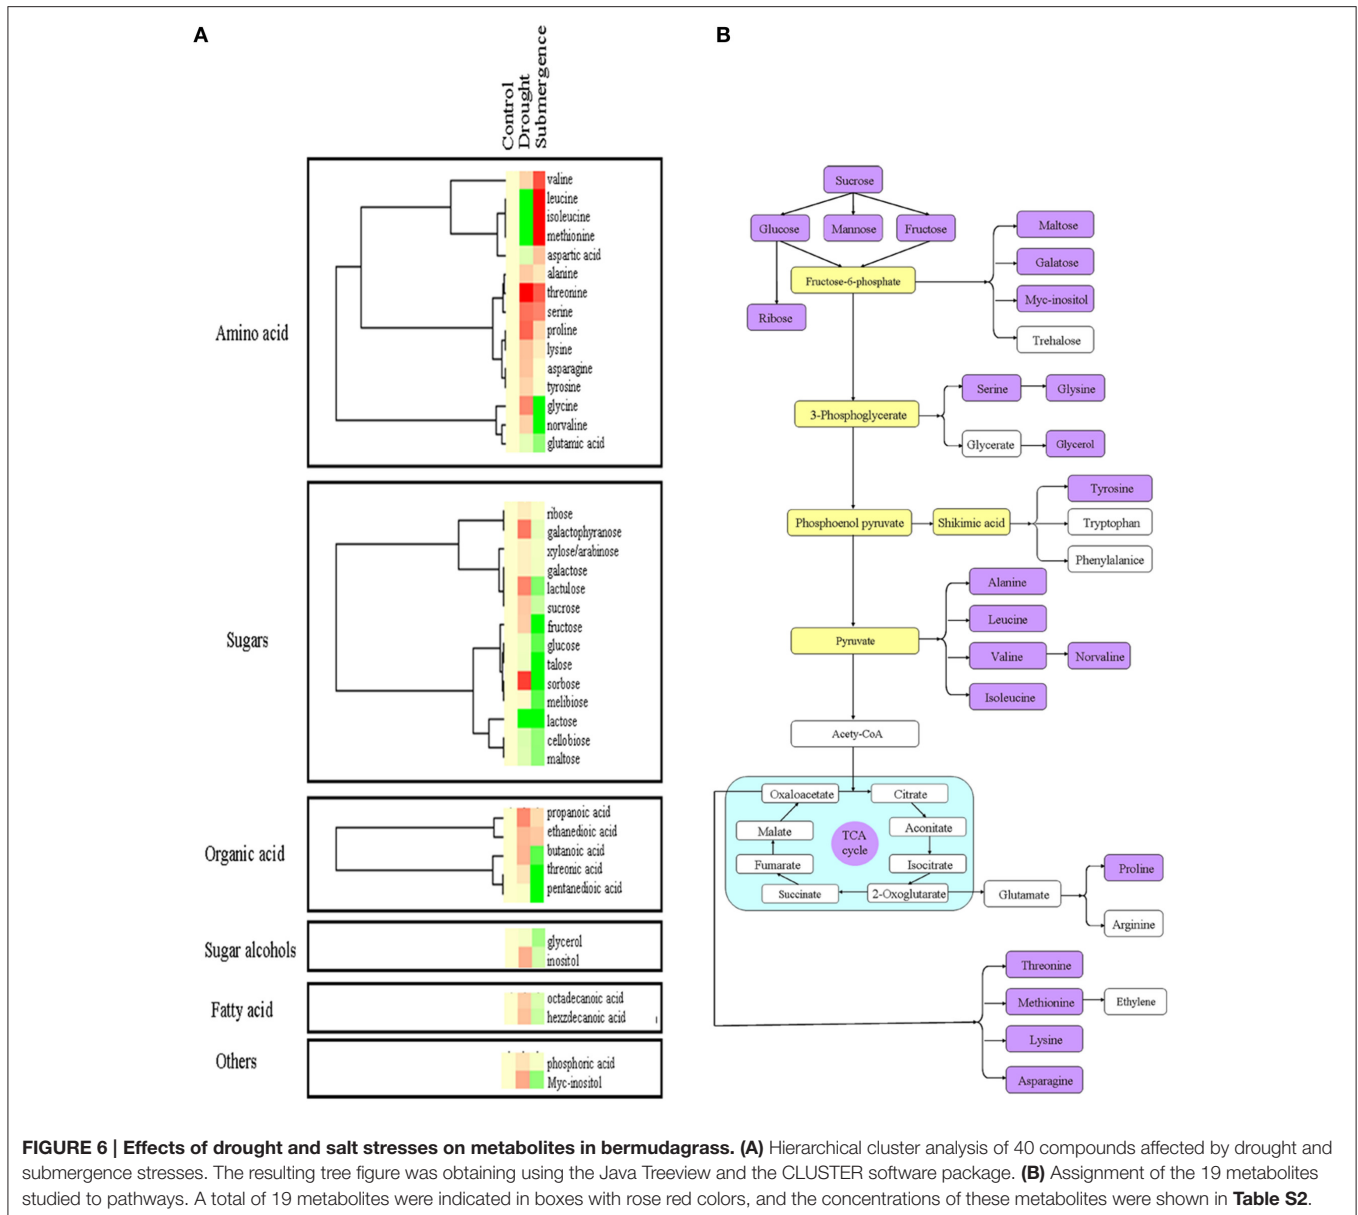 A
Control
Drought
Submergence
Amino acid
valine
leucine
isoleucine
methionine
aspartic acid
alanine
threonine
serine
proline
lysine
asparagine
tyrosine
glycine
norvaline
glutamic acid
Sugars
ribose
galactophyranose
xylose/arabinose
galactose
lactulose
sucrose
fructose
glucose
talose
sorbose
melibiose
lactose
cellobiose
maltose
Organic acid
propanoic acid
ethanedioic acid
butanoic acid
threonic acid
pentanedioic acid
Sugar alcohols
glycerol
inositol
Fatty acid
octadecanoic acid
hexzdecanoic acid
Others
phosphoric acid
Myc-inositol
B
Sucrose
Glucose
Mannose
Fructose
Maltose
Galatose
Fructose-6-phosphate
Myc-inositol
Ribose
Trehalose
Serine
Glysine
3-Phosphoglycerate
Glycerate
Glycerol
Tyrosine
Phosphoenol pyruvate
Shikimic acid
Tryptophan
Phenylalanice
Alanine
Leucine
Pyruvate
Valine
Norvaline
Isoleucine
Acety-CoA
Oxaloacetate
Citrate
Malate
TCA
cycle
Aconitate
Fumarate
Isocitrate
Succinate
2-Oxoglutarate
Glutamate
Proline
Arginine
Threonine
Methionine
Ethylene
Lysine
Asparagine
FIGURE 6 | Effects of drought and salt stresses on metabolites in bermudagrass. (A) Hierarchical cluster analysis of 40 compounds affected by drought and
submergence stresses. The resulting tree figure was obtaining using the Java Treeview and the CLUSTER software package. (B) Assignment of the 19 metabolites
studied to pathways. A total of 19 metabolites were indicated in boxes with rose red colors, and the concentrations of these metabolites were shown in Table S2.